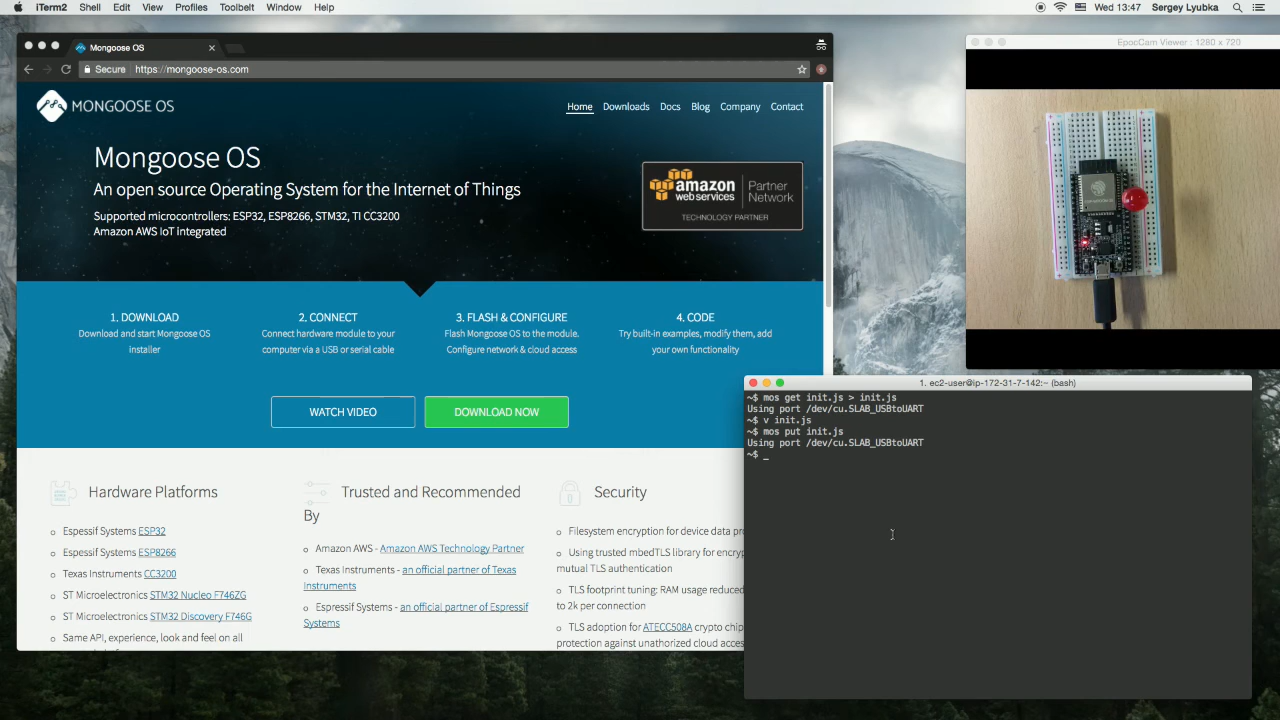 iTerm2 Shell Edit View Profiles Toolbelt Window Help Wed 13:47 Sergey Lyubka
Mongoose OS
Secure https://mongoose-os.com
MONGOOSE OS
Home Downloads Docs Blog Company Contact
Mongoose OS
An open source Operating System for the Internet of Things
Supported microcontrollers: ESP32, ESP8266, STM32, TI CC3200
Amazon AWS IoT integrated
amazon
web services
Partner
Network
TECHNOLOGY PARTNER
1. DOWNLOAD
Download and start Mongoose OS
installer
2. CONNECT
Connect hardware module to your
computer via a USB or serial cable
3. FLASH & CONFIGURE
Flash Mongoose OS to the module.
Configure network & cloud access
4. CODE
Try built-in examples, modify them, add
your own functionality
WATCH VIDEO
DOWNLOAD NOW
Hardware Platforms
Espressif Systems ESP32
Espressif Systems ESP8266
Texas Instruments CC3200
ST Microelectronics STM32 Nucleo F746ZG
ST Microelectronics STM32 Discovery F746G
Same API, experience, look and feel on all
Trusted and Recommended
By
Amazon AWS - Amazon AWS Technology Partner
Texas Instruments - an official partner of Texas
Instruments
Espressif Systems - an official partner of Espressif
Systems
Security
Filesystem encryption for device data
Using trusted mbedTLS library for
mutual TLS authentication
TLS footprint tuning: RAM usage reduced
to 2k per connection
TLS adoption for ATECC508A crypto chip
protection against unauthorized cloud
EpocCam Viewer : 1280 x 720
1. ec2-user@ip-172-31-7-142:~ (bash)
~$ mos get init.js > init.js
Using port /dev/cu.SLAB_USBtoUART
~$ v init.js
~$ mos put init.js
Using port /dev/cu.SLAB_USBtoUART
~$ _